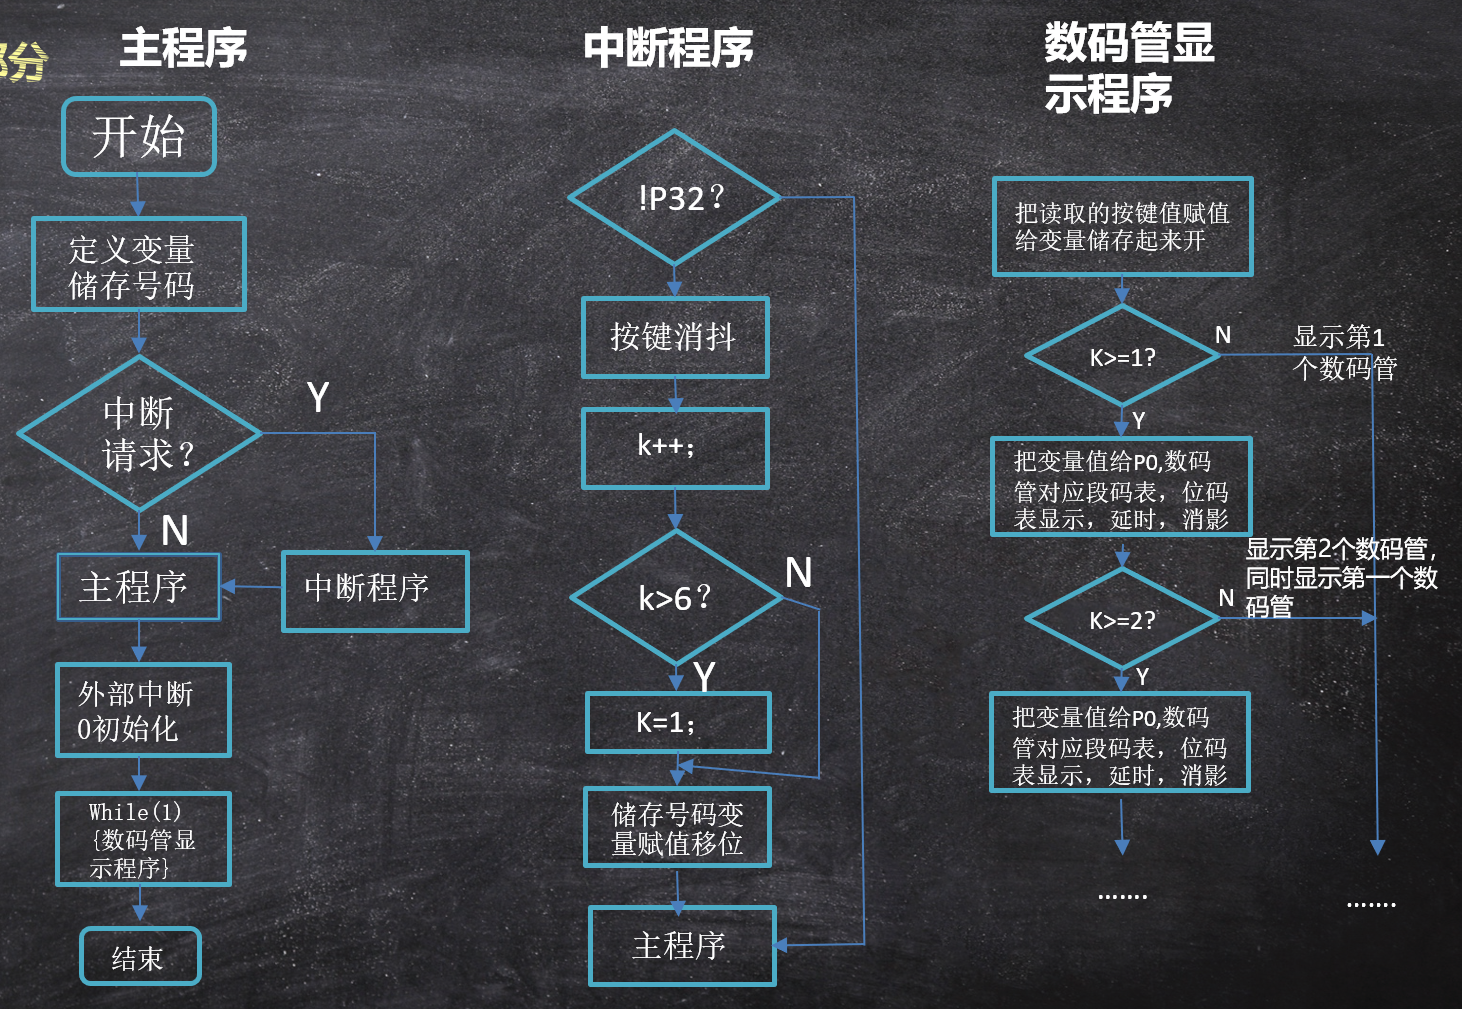 部分
主程序
开始
定义变量
储存号码
中断
请求？
Y
N
主程序
中断程序
外部中断
0初始化
While(1)
{数码管显
示程序}
结束
中断程序
!P32？
按键消抖
k++；
k>6？
N
Y
K=1；
储存号码变
量赋值移位
主程序
数码管显
示程序
把读取的按键值赋值
给变量储存起来开
K>=1?
N
显示第1
个数码管
Y
把变量值给P0,数码
管对应段码表，位码
表显示，延时，消影
K>=2?
N
显示第2个数码管，
同时显示第一个数
码管
Y
把变量值给P0,数码
管对应段码表，位码
表显示，延时，消影
.......
.......